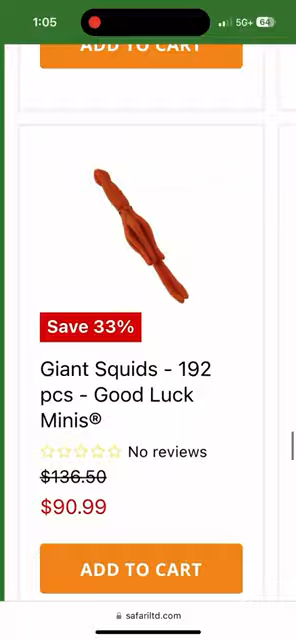 1:05
5G+ 64
ADD TO CART
Save 33%
Giant Squids - 192
pcs - Good Luck
Minis®
No reviews
$136.50
$90.99
ADD TO CART
safariltd.com